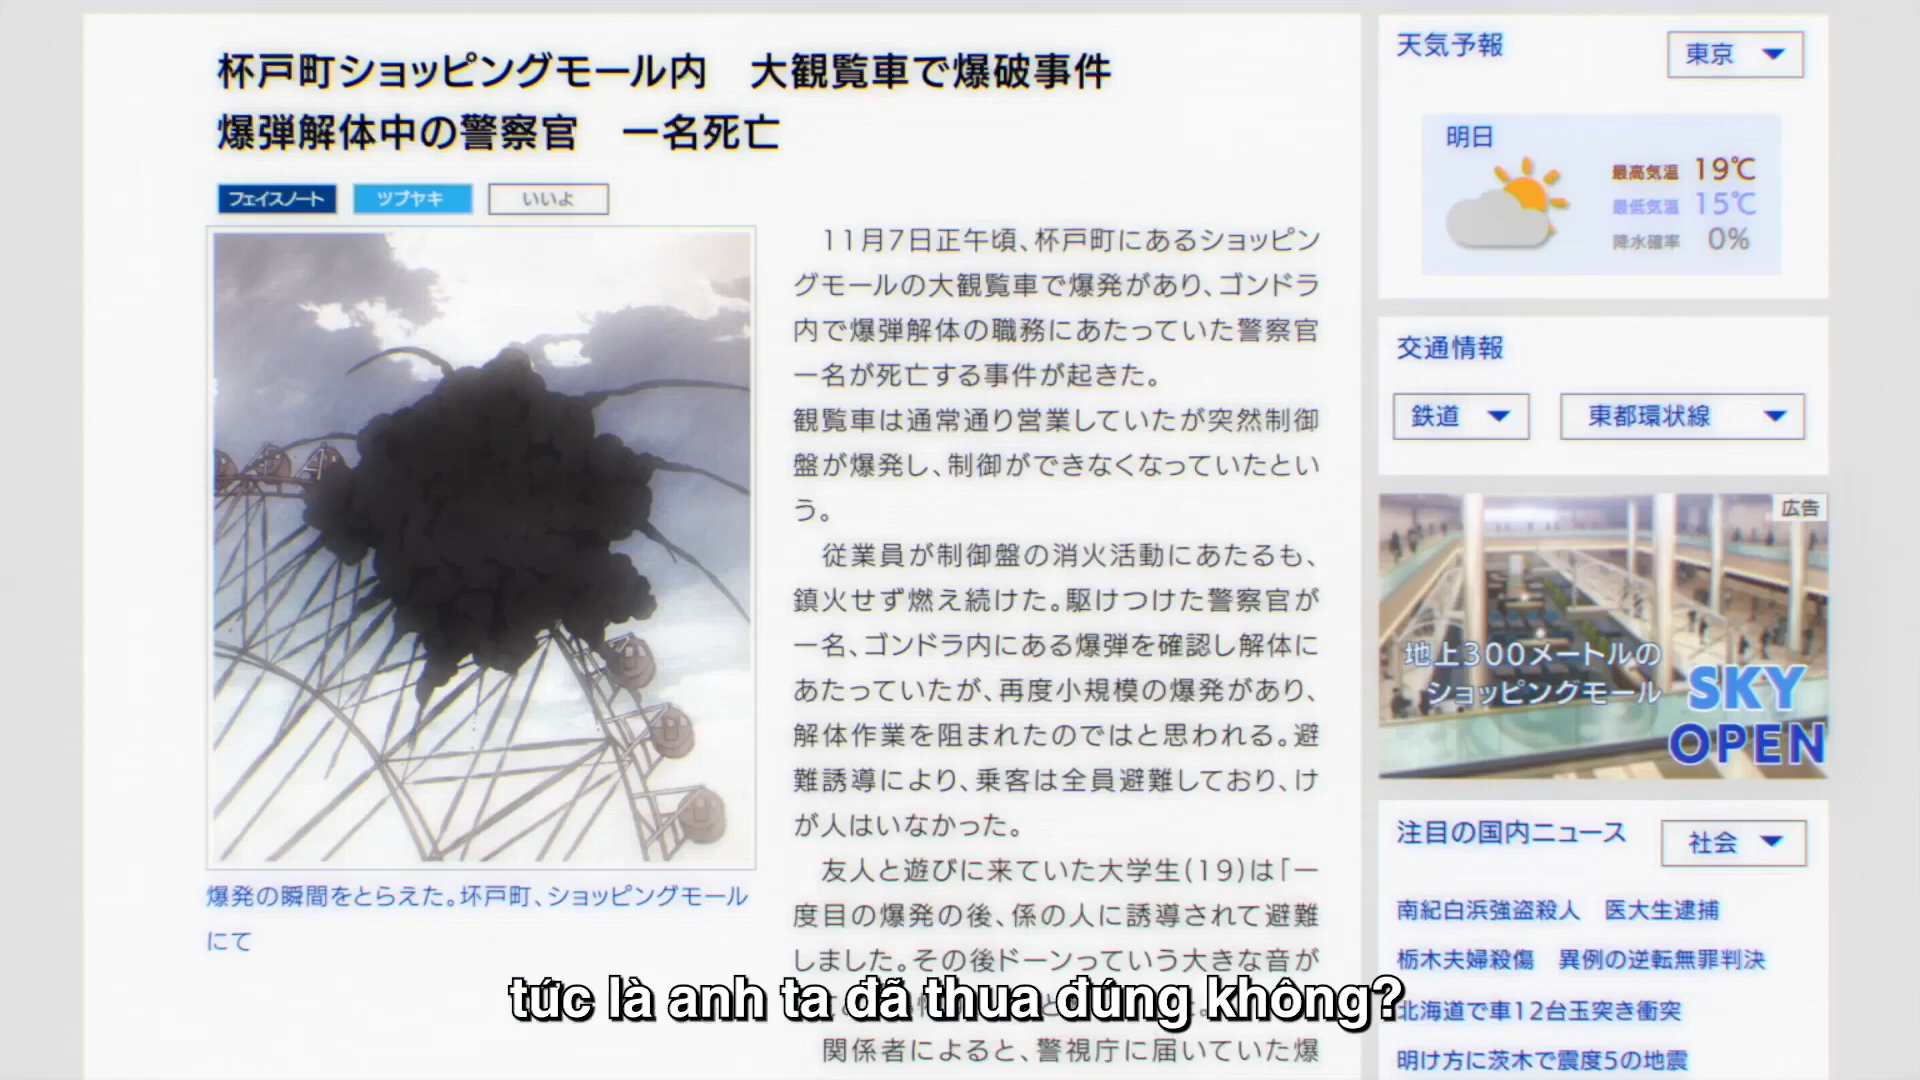 杯戸町ショッピングモール内　大観覧車で爆破事件
爆弾解体中の警察官　一名死亡
フェイスノート
ツブヤキ
いいよ
爆発の瞬間をとらえた。坏戸町、ショッピングモール
にて
11月7日正午頃、杯戸町にあるショッピン
グモールの大観覧車で爆発があり、ゴンドラ
内で爆弾解体の職務にあたっていた警察官
一名が死亡する事件が起きた。
観覧車は通常通り営業していたが突然制御
盤が爆発し、制御ができなくなっていたとい
う。
従業員が制御盤の消火活動にあたるも、
鎮火せず燃え続けた。駆けつけた警察官が
一名、ゴンドラ内にある爆弾を確認し解体に
あたっていたが、再度小規模の爆発があり、
解体作業を阻まれたのではと思われる。避
難誘導により、乗客は全員避難しており、け
が人はいなかった。
友人と遊びに来ていた大学生(19)は「一
度目の爆発の後、係の人に誘導されて避難
しました。その後ドーンっていう大きな音が
関係者によると、警視庁に届いていた爆
tức là anh ta đã thua đúng không?
天気予報
東京
明日
最高気温 19℃
最低気温 15℃
降水確率 0%
交通情報
鉄道
東都環状線
広告
地上300メートルの
ショッピングモール
SKY
OPEN
注目の国内ニュース
社会
南紀白浜強盗殺人　医大生逮捕
栃木夫婦殺傷　異例の逆転無罪判決
北海道で車12台玉突き衝突
明け方に茨木で震度5の地震